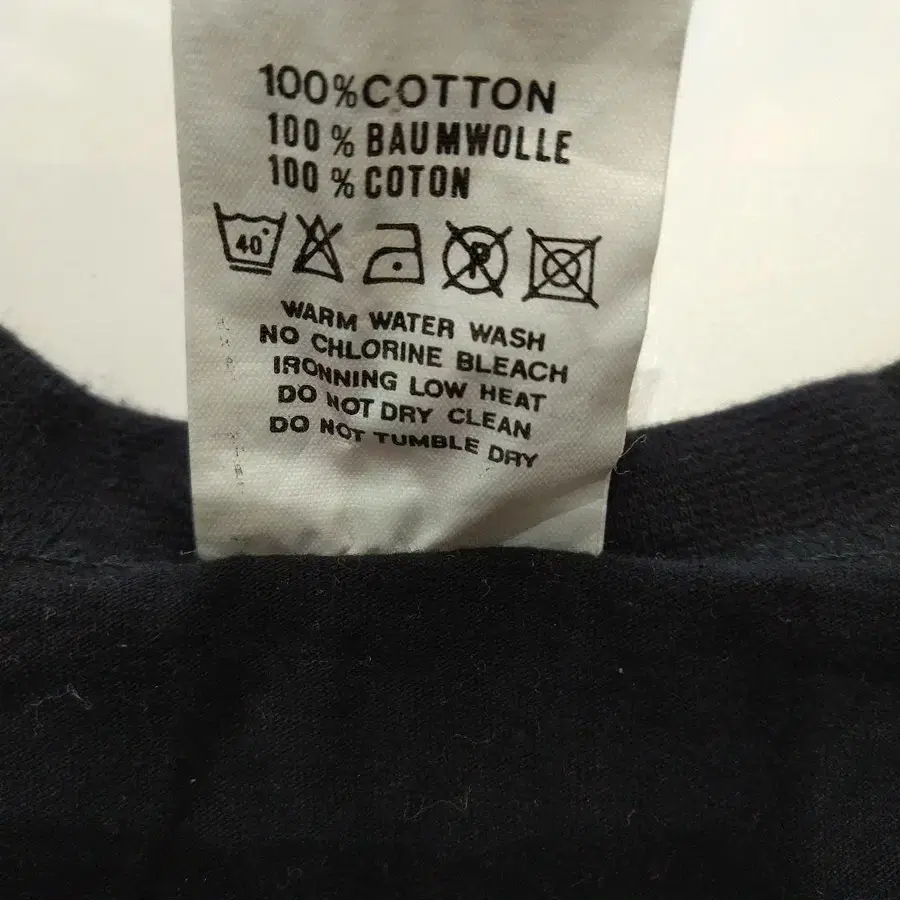 100%COTTON
100 % BAUMWOLLE
100 % COTON
40° P
WARM WATER WASH
NO CHLORINE BLEACH
IRONNING LOW HEAT
DO NOT DRY CLEAN
DO NOT TUMBLE DRY